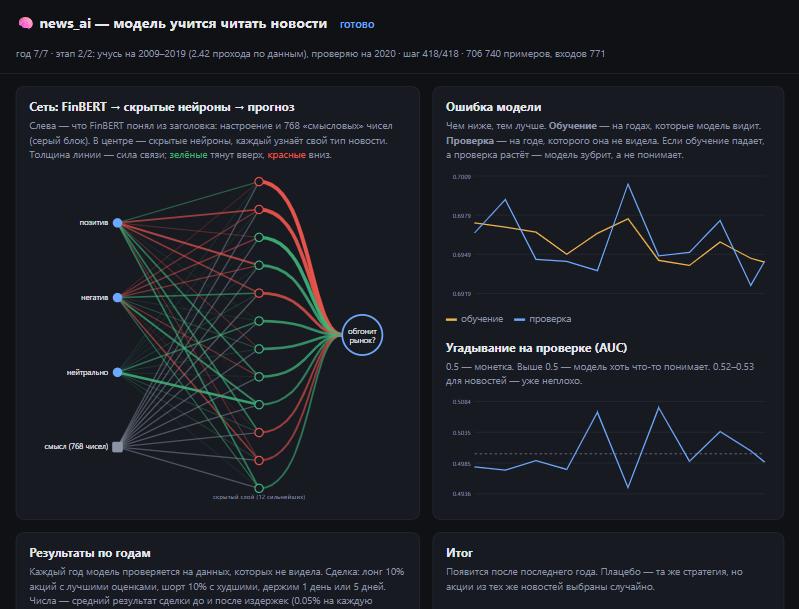 news_ai — модель учится читать новости готово
год 7/7 · этап 2/2: учусь на 2009–2019 (2.42 прохода по данным), проверяю на 2020 · шаг 418/418 · 706 740 примеров, входов 771
Сеть: FinBERT → скрытые нейроны → прогноз
Слева — что FinBERT понял из заголовка: настроение и 768 «смысловых» чисел
(серый блок). В центре — скрытые нейроны, каждый узнаёт свой тип новости.
Толщина линии — сила связи; зелёные тянут вверх, красные вниз.
позитив
негатив
нейтрально
смысл (768 чисел)
обгонит
рынок?
скрытый слой (12 сильнейших)
Ошибка модели
Чем ниже, тем лучше. Обучение — на годах, которые модель видит.
Проверка — на годе, которого она не видела. Если обучение падает,
а проверка растёт — модель зубрит, а не понимает.
0.7009
0.6979
0.6949
0.6919
обучение проверка
Угадывание на проверке (AUC)
0.5 — монетка. Выше 0.5 — модель хоть что-то понимает. 0.52–0.53
для новостей — уже неплохо.
0.5084
0.5035
0.4985
0.4936
Результаты по годам
Каждый год модель проверяется на данных, которых не видела. Сделка: лонг 10%
акций с лучшими оценками, шорт 10% с худшими, держим 1 день или 5 дней.
Числа — средний результат сделки до и после издержек (0.05% на каждую
Итог
Появится после последнего года. Плацебо — та же стратегия, но
акции из тех же новостей выбраны случайно.